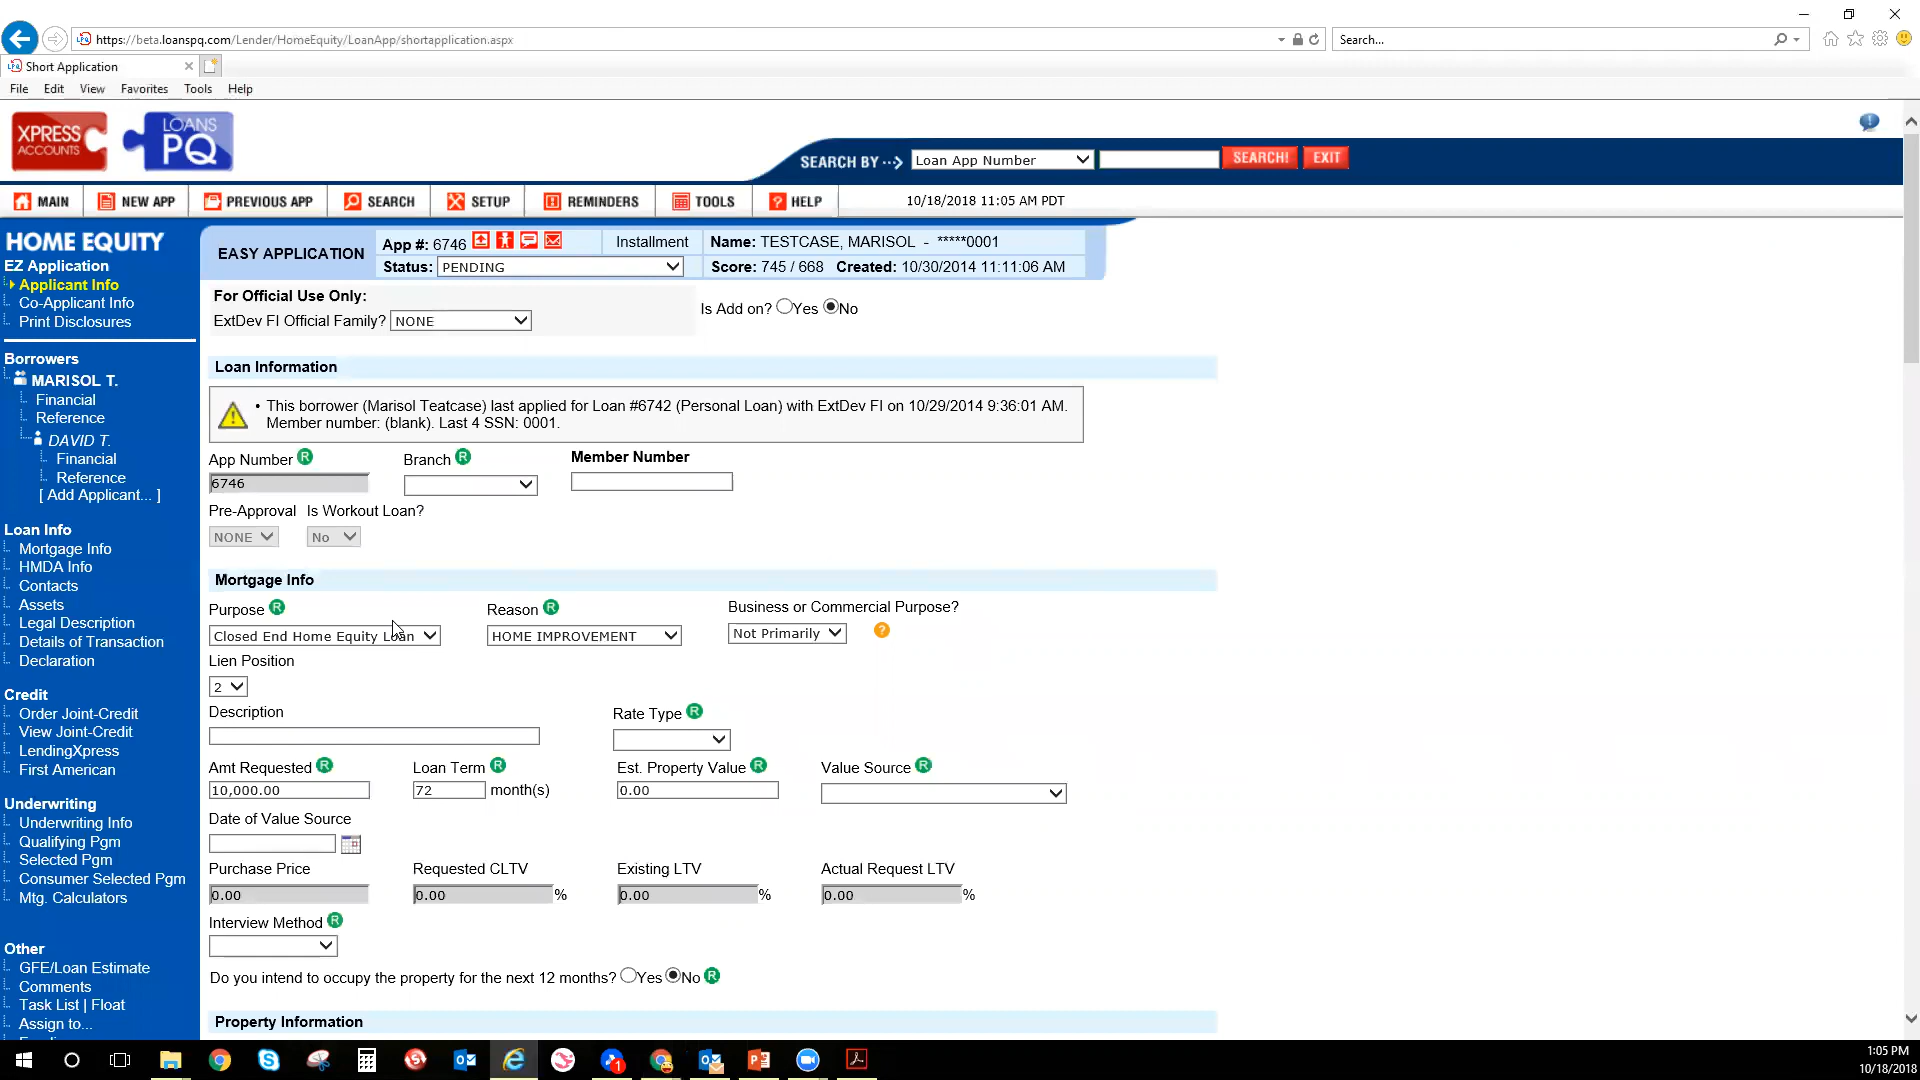 https://beta.loanspq.com/Lender/HomeEquity/LoanApp/shortapplication.aspx
Search...
Short Application
File Edit View Favorites Tools Help
XPRESS ACCOUNTS
LOANS PQ
SEARCH BY
Loan App Number
SEARCH!
EXIT
MAIN
NEW APP
PREVIOUS APP
SEARCH
SETUP
REMINDERS
TOOLS
HELP
10/18/2018 11:05 AM PDT
HOME EQUITY
EZ Application
Applicant Info
Co-Applicant Info
Print Disclosures
Borrowers
MARISOL T.
Financial
Reference
DAVID T.
Financial
Reference
[ Add Applicant... ]
Loan Info
Mortgage Info
HMDA Info
Contacts
Assets
Legal Description
Details of Transaction
Declaration
Credit
Order Joint-Credit
View Joint-Credit
LendingXpress
First American
Underwriting
Underwriting Info
Qualifying Pgm
Selected Pgm
Consumer Selected Pgm
Mtg. Calculators
Other
GFE/Loan Estimate
Comments
Task List | Float
Assign to...
EASY APPLICATION
App #: 6746
Installment
Name: TESTCASE, MARISOL - *****0001
Status: PENDING
Score: 745 / 668 Created: 10/30/2014 11:11:06 AM
For Official Use Only:
ExtDev FI Official Family? NONE
Is Add on? Yes No
Loan Information
• This borrower (Marisol Teatcase) last applied for Loan #6742 (Personal Loan) with ExtDev FI on 10/29/2014 9:36:01 AM.
Member number: (blank). Last 4 SSN: 0001.
App Number R Branch R Member Number
6746
Pre-Approval Is Workout Loan?
NONE No
Mortgage Info
Purpose R Reason R Business or Commercial Purpose?
Closed End Home Equity Loan HOME IMPROVEMENT Not Primarily ?
Lien Position
2
Description Rate Type R
Amt Requested R Loan Term R Est. Property Value R Value Source R
10,000.00 72 month(s) 0.00
Date of Value Source
Purchase Price Requested CLTV Existing LTV Actual Request LTV
0.00 0.00 % 0.00 % 0.00 %
Interview Method R
Do you intend to occupy the property for the next 12 months? Yes No R
Property Information
1:05 PM
10/18/2018